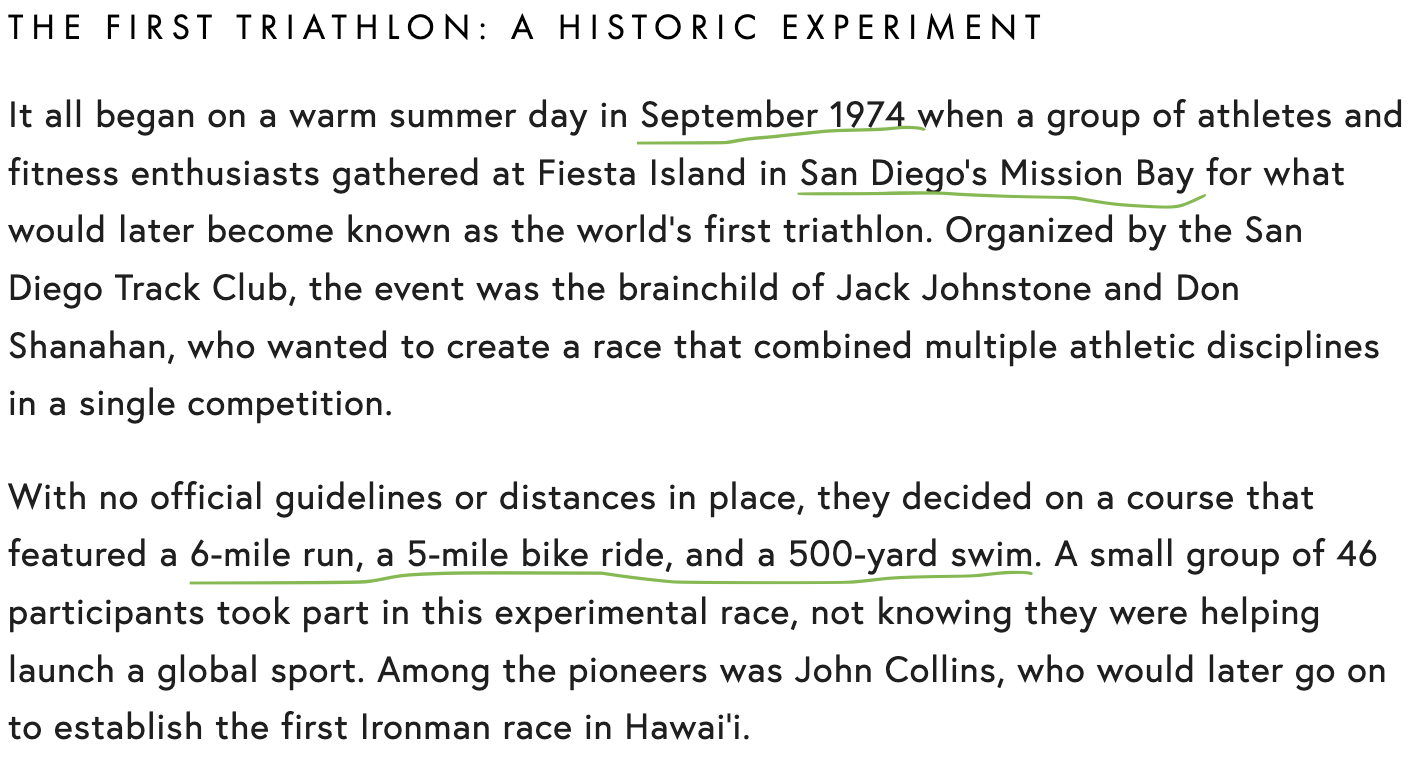 THE FIRST TRIATHLON: A HISTORIC EXPERIMENT
It all began on a warm summer day in September 1974 when a group of athletes and
fitness enthusiasts gathered at Fiesta Island in San Diego's Mission Bay for what
would later become known as the world's first triathlon. Organized by the San
Diego Track Club, the event was the brainchild of Jack Johnstone and Don
Shanahan, who wanted to create a race that combined multiple athletic disciplines
in a single competition.
With no official guidelines or distances in place, they decided on a course that
featured a 6-mile run, a 5-mile bike ride, and a 500-yard swim. A small group of 46
participants took part in this experimental race, not knowing they were helping
launch a global sport. Among the pioneers was John Collins, who would later go on
to establish the first Ironman race in Hawai'i.